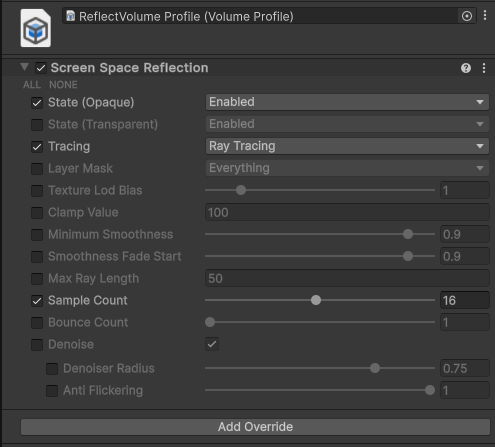 ReflectVolume Profile (Volume Profile)
Screen Space Reflection
ALL NONE
State (Opaque) Enabled
State (Transparent) Enabled
Tracing Ray Tracing
Layer Mask Everything
Texture Lod Bias 1
Clamp Value 100
Minimum Smoothness 0.9
Smoothness Fade Start 0.9
Max Ray Length 50
Sample Count 16
Bounce Count 1
Denoise
Denoiser Radius 0.75
Anti Flickering 1
Add Override